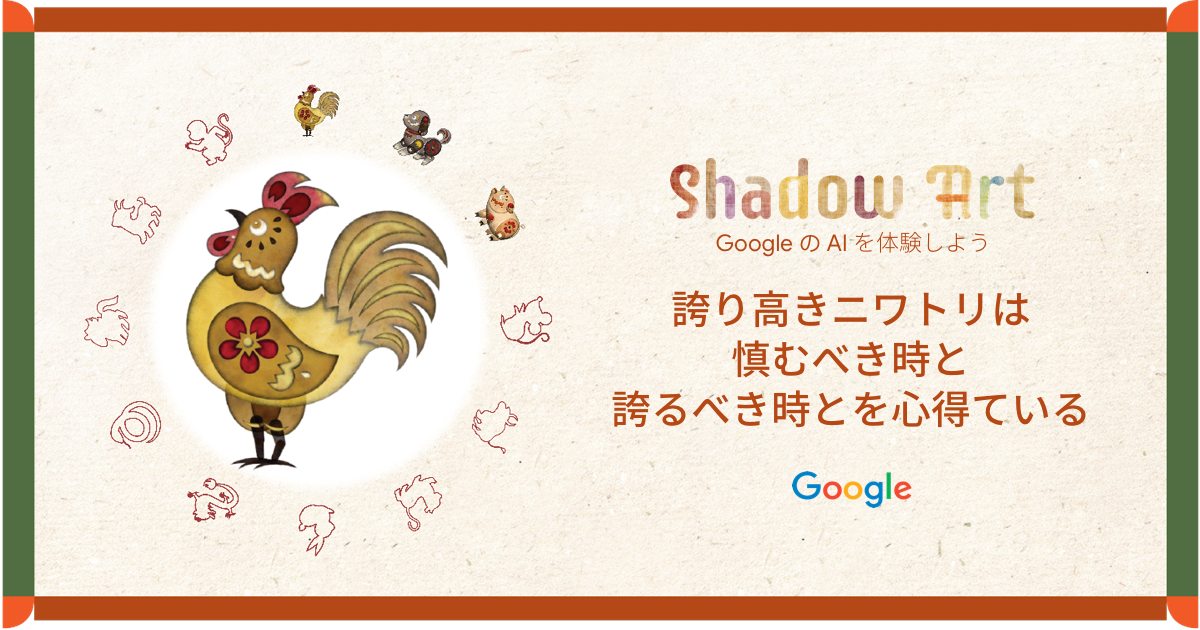 Shadow Art
Google の AI を体験しよう
誇り高きニワトリは
慎むべき時と
誇るべき時とを心得ている
Google